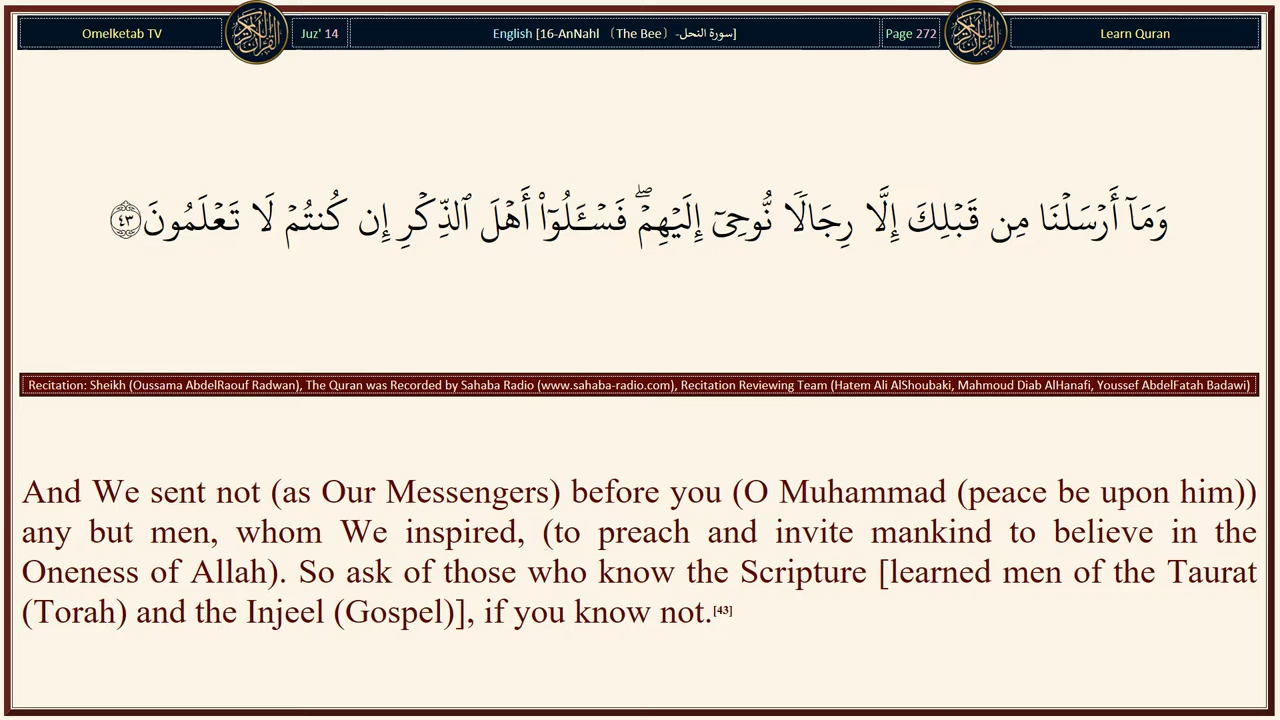 Omelketab TV
Juz' 14
English [16-AnNahl (The Bee) -سورة النحل]
Page 272
Learn Quran
وَمَآ أَرۡسَلۡنَا مِن قَبۡلِكَ إِلَّا رِجَالٗا نُّوحِيٓ إِلَيۡهِمۡۖ فَسۡـَٔلُوٓاْ أَهۡلَ ٱلذِّكۡرِ إِن كُنتُمۡ لَا تَعۡلَمُونَ ٤٣
Recitation: Sheikh (Oussama AbdelRaouf Radwan), The Quran was Recorded by Sahaba Radio (www.sahaba-radio.com), Recitation Reviewing Team (Hatem Ali AlShoubaki, Mahmoud Diab AlHanafi, Youssef AbdelFatah Badawi)
And We sent not (as Our Messengers) before you (O Muhammad (peace be upon him))
any but men, whom We inspired, (to preach and invite mankind to believe in the
Oneness of Allah). So ask of those who know the Scripture [learned men of the Taurat
(Torah) and the Injeel (Gospel)], if you know not.[43]